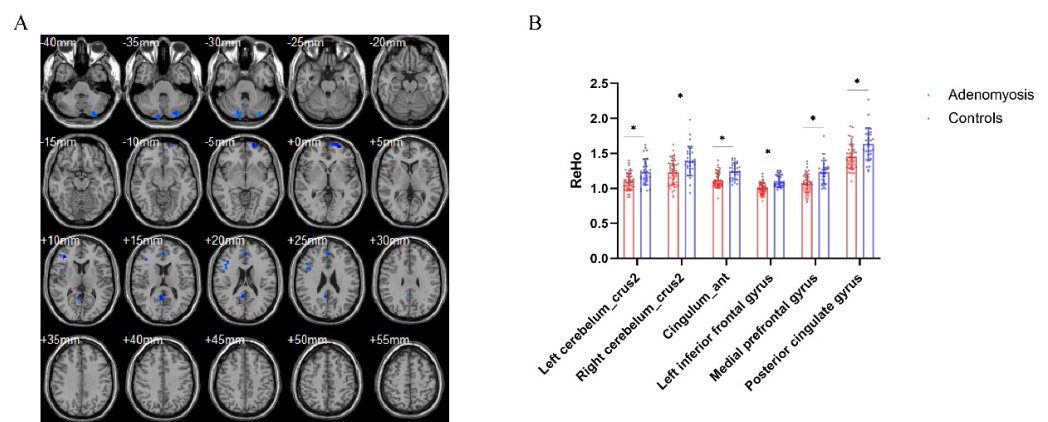 A
B
-40mm -35mm -30mm -25mm -20mm
-15mm -10mm -5mm +0mm +5mm
+10mm +15mm +20mm +25mm +30mm
+35mm +40mm +45mm +50mm +55mm
ReHo
2.5
2.0
1.5
1.0
0.5
0.0
* * * * * *
Left cerebelum_crus2
Right cerebelum_crus2
Cingulum_ant
Left inferior frontal gyrus
Medial prefrontal gyrus
Posterior cingulate gyrus
Adenomyosis
Controls